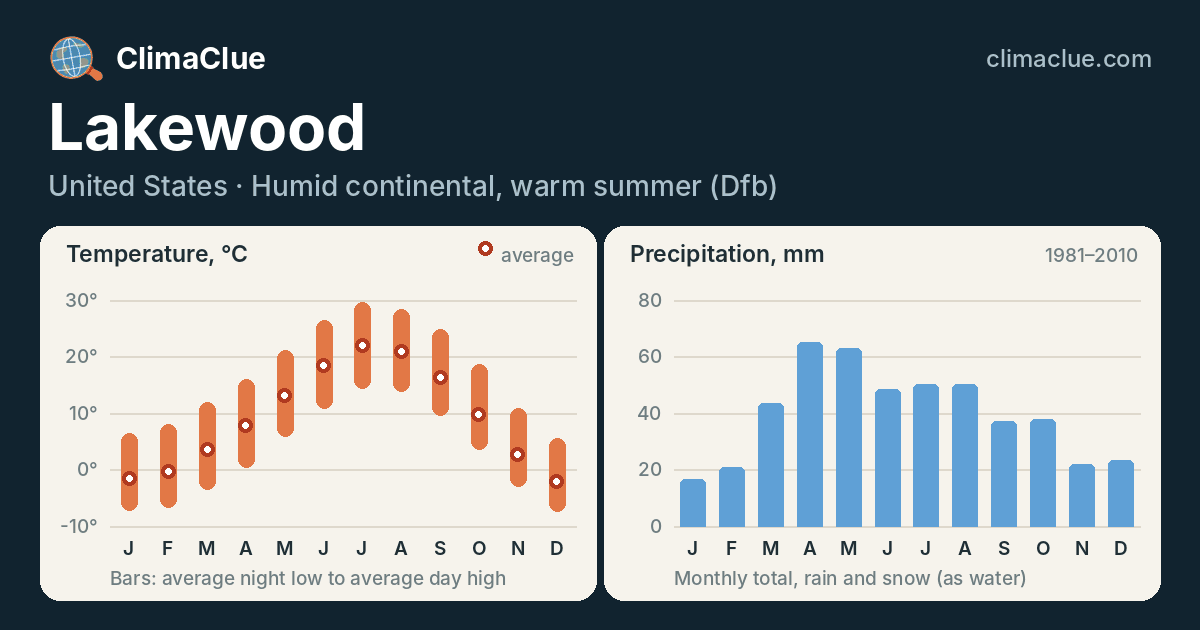 ClimaClue
climaclue.com
Lakewood
United States · Humid continental, warm summer (Dfb)
Temperature, °C
average
30°
20°
10°
0°
-10°
J F M A M J J A S O N D
Bars: average night low to average day high
Precipitation, mm
1981–2010
80
60
40
20
0
J F M A M J J A S O N D
Monthly total, rain and snow (as water)